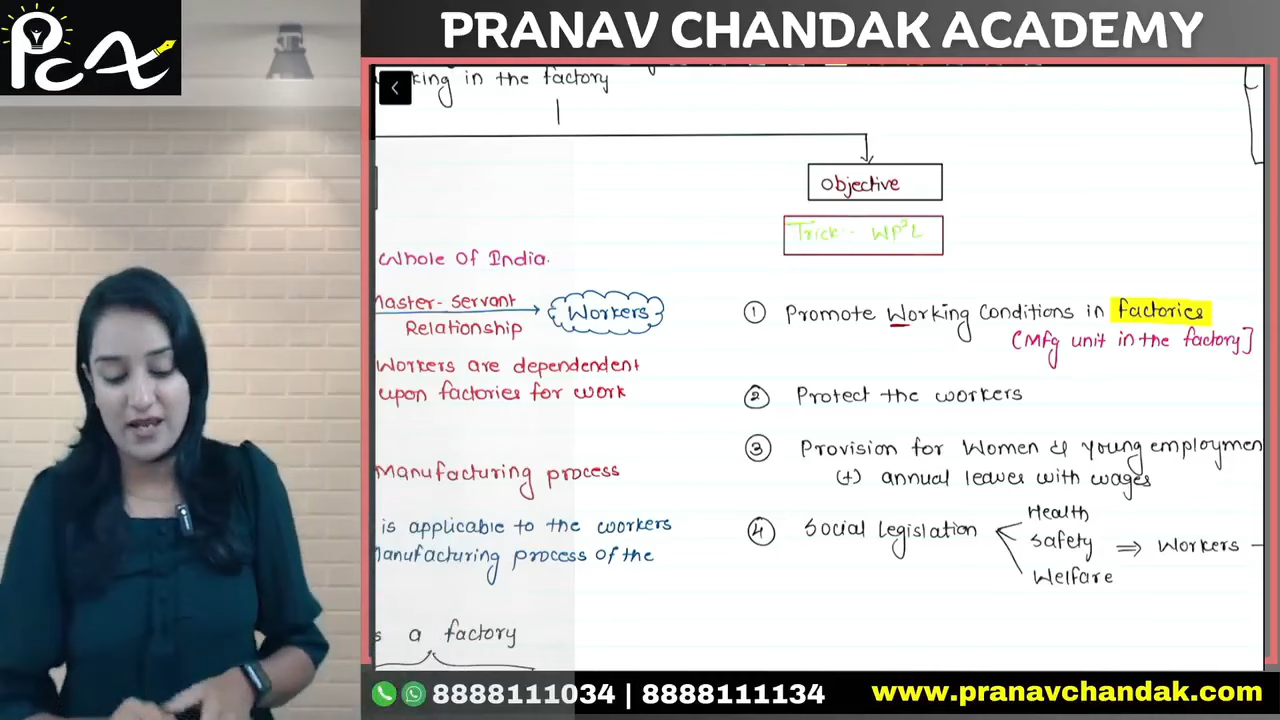 PCA
PRANAV CHANDAK ACADEMY
king in the factory
Objective
Trick:- WP²L
Whole Of India.
Master-Servant
Relationship
Workers
Workers are dependendent
upon factories for work
Manufacturing process
is applicable to the workers
Manufacturing process of the
s a factory
① Promote Working Conditions in factories
(Mfg unit in the factory]
② Protect the workers
③ Provision for Women & Young employmen
(+) annual leaves with wages
④ Social Legislation
Health
Safety
Welfare
⇒ Workers –
8888111034 | 8888111134
www.pranavchandak.com